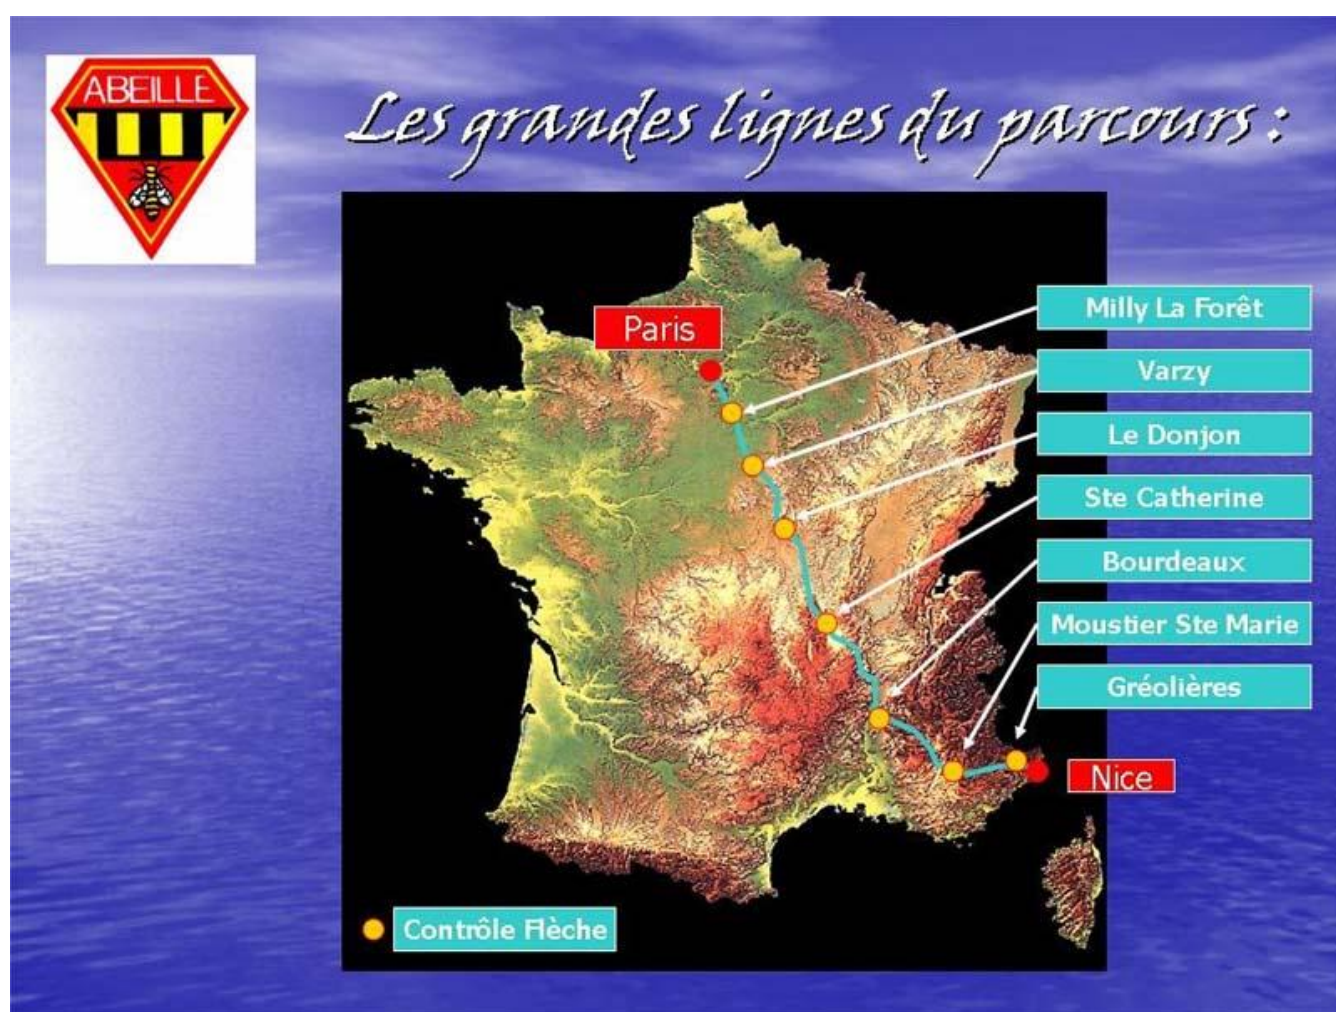 ABEILLE
Les grandes lignes du parcours :
Paris
Milly La Forêt
Varzy
Le Donjon
Ste Catherine
Bourdeaux
Moustier Ste Marie
Gréolières
Nice
Contrôle Flèche